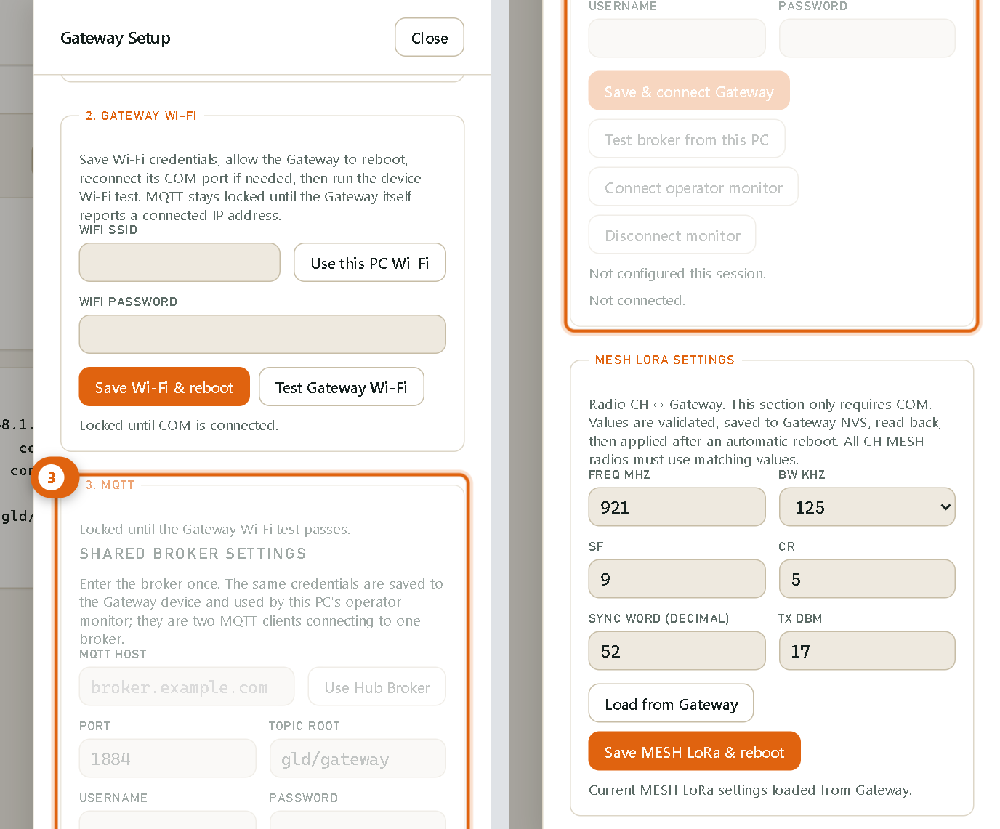 Gateway Setup
Close
2. GATEWAY WI-FI
Save Wi-Fi credentials, allow the Gateway to reboot,
reconnect its COM port if needed, then run the device
Wi-Fi test. MQTT stays locked until the Gateway itself
reports a connected IP address.
WIFI SSID
Use this PC Wi-Fi
WIFI PASSWORD
Save Wi-Fi & reboot
Test Gateway Wi-Fi
Locked until COM is connected.
8.1.
co
cor
gld/
3
3. MQTT
Locked until the Gateway Wi-Fi test passes.
SHARED BROKER SETTINGS
Enter the broker once. The same credentials are saved to
the Gateway device and used by this PC's operator
monitor; they are two MQTT clients connecting to one
broker.
MQTT HOST
broker.example.com
Use Hub Broker
PORT
TOPIC ROOT
1884
gld/gateway
USERNAME
PASSWORD
USERNAME
PASSWORD
Save & connect Gateway
Test broker from this PC
Connect operator monitor
Disconnect monitor
Not configured this session.
Not connected.
MESH LORA SETTINGS
Radio CH ↔ Gateway. This section only requires COM.
Values are validated, saved to Gateway NVS, read back,
then applied after an automatic reboot. All CH MESH
radios must use matching values.
FREQ MHZ
BW KHZ
921
125
SF
CR
9
5
SYNC WORD (DECIMAL)
TX DBM
52
17
Load from Gateway
Save MESH LoRa & reboot
Current MESH LoRa settings loaded from Gateway.